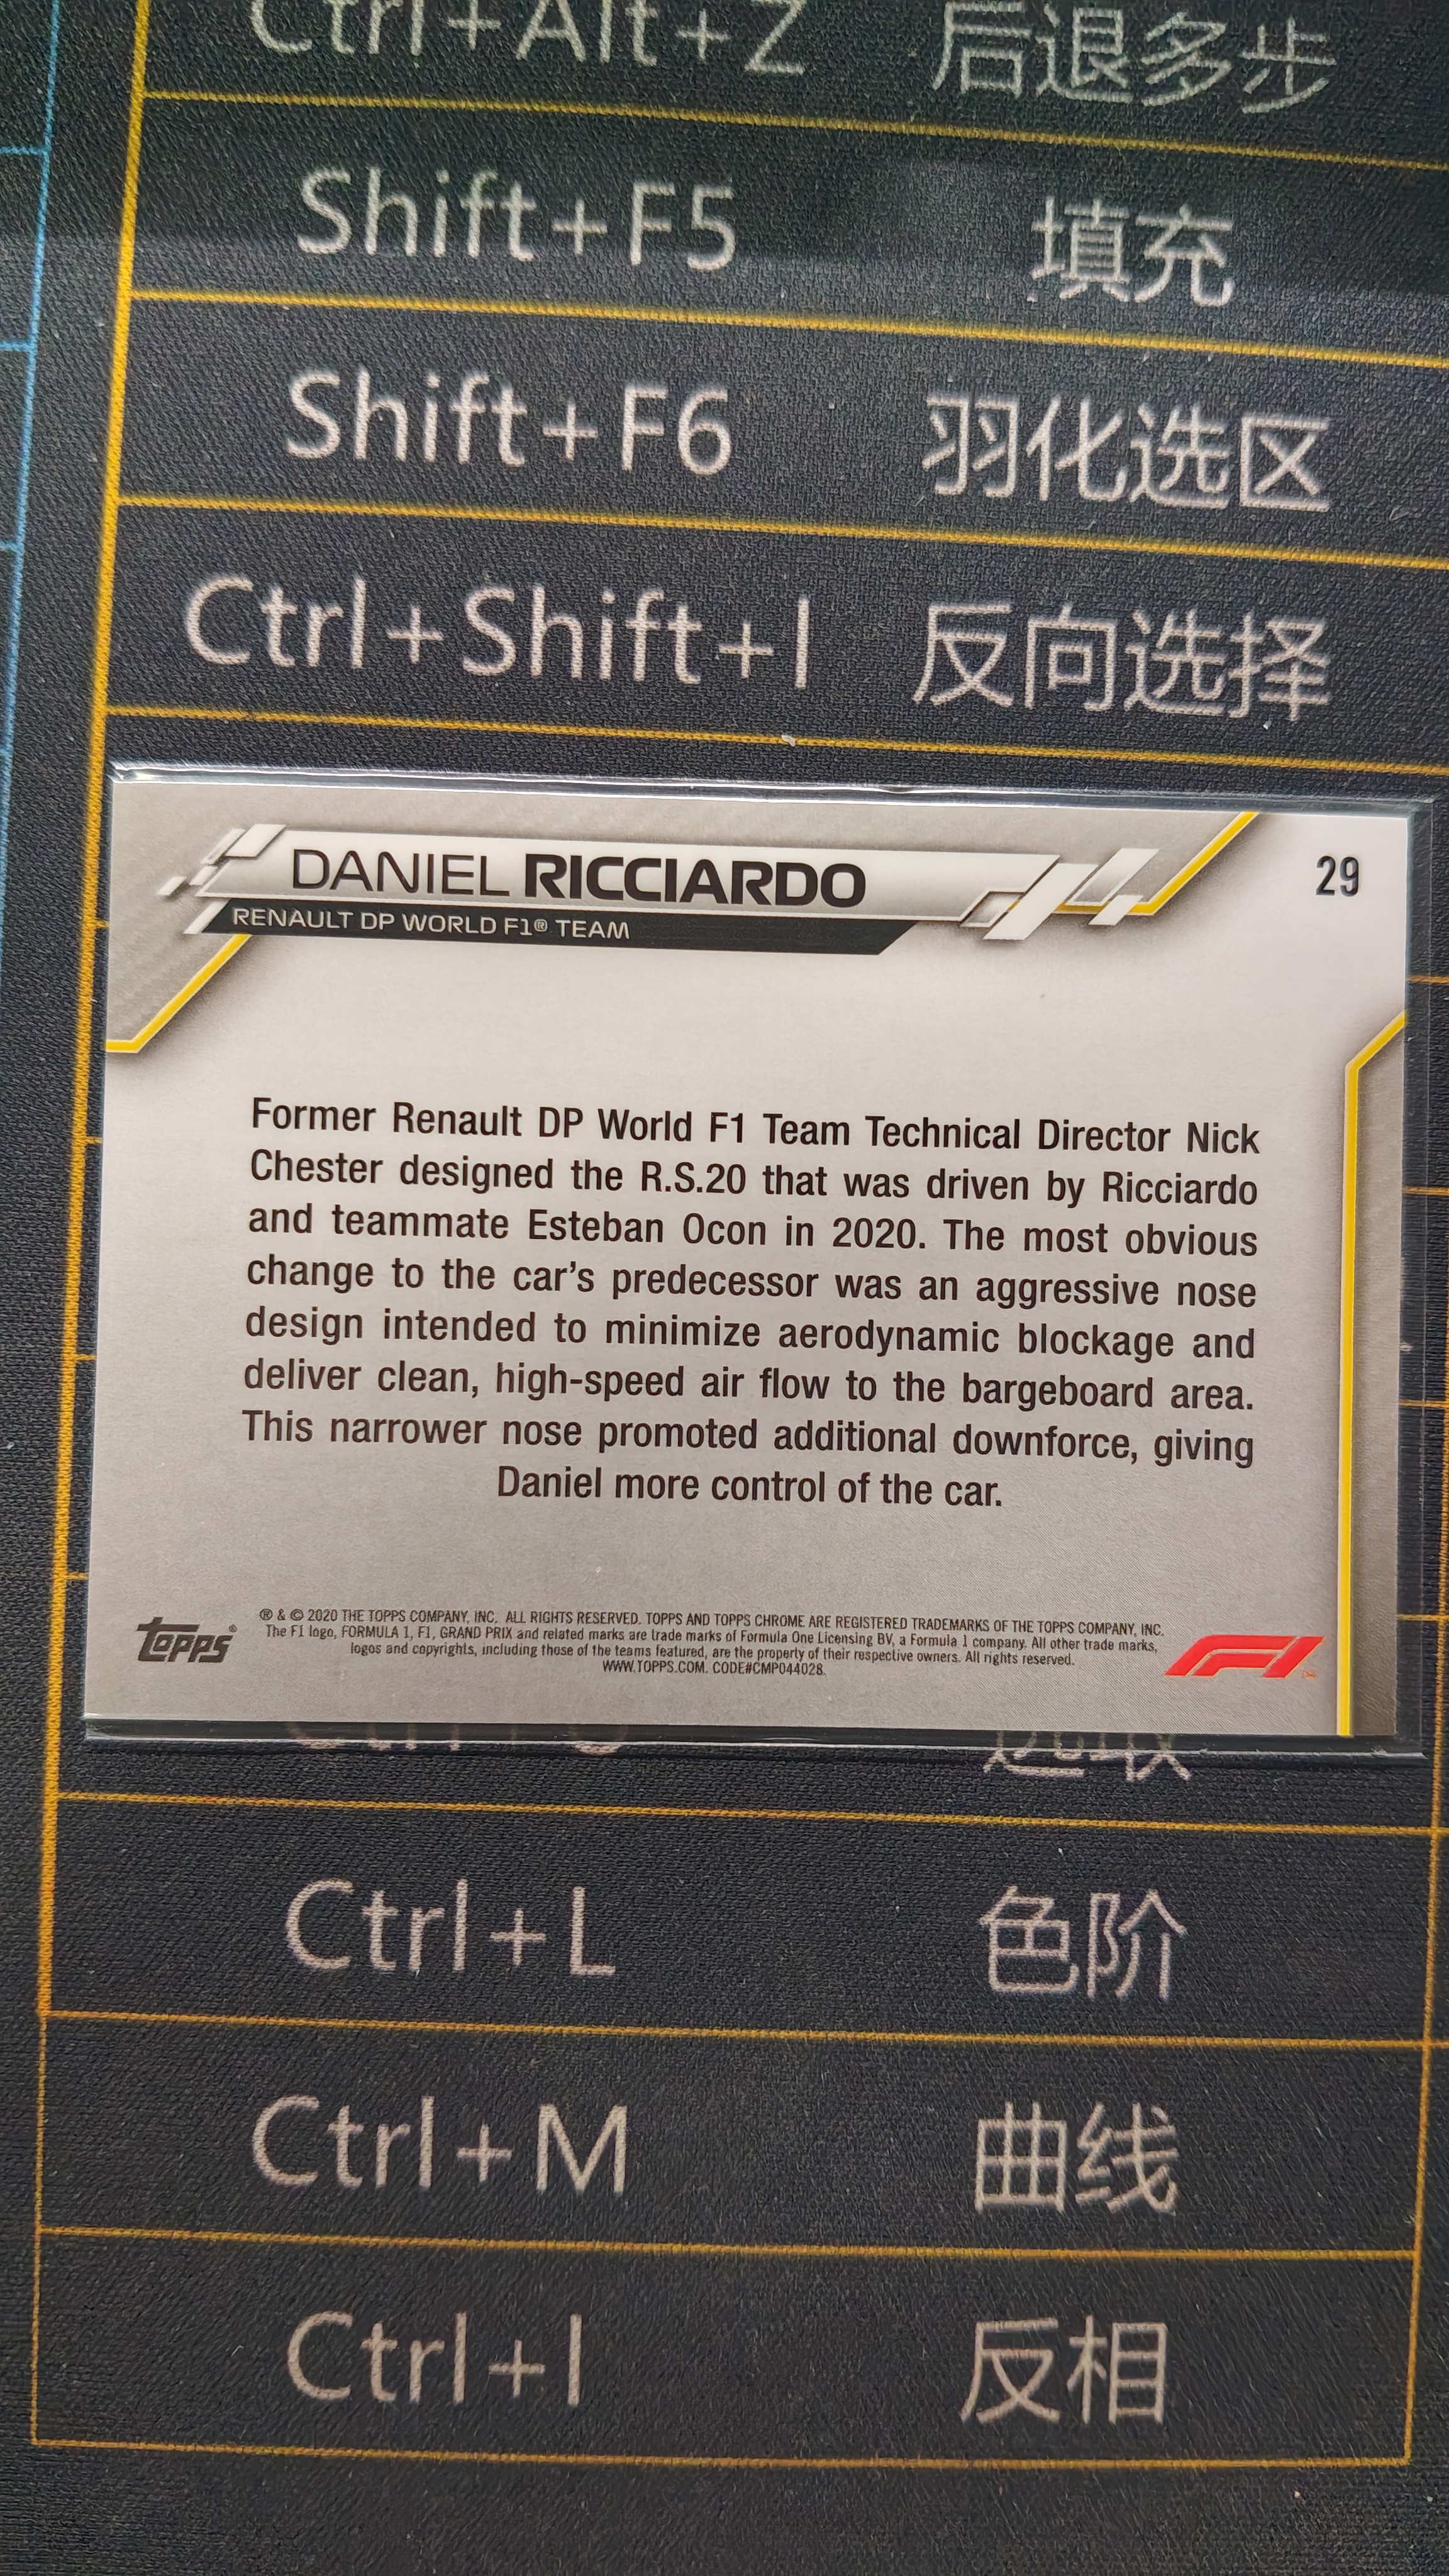 Ctrl+Alt+Z 后退多步
Shift+F5 填充
Shift+F6 羽化选区
Ctrl+Shift+I 反向选择
DANIEL RICCIARDO 29
RENAULT DP WORLD F1® TEAM
Former Renault DP World F1 Team Technical Director Nick
Chester designed the R.S.20 that was driven by Ricciardo
and teammate Esteban Ocon in 2020. The most obvious
change to the car's predecessor was an aggressive nose
design intended to minimize aerodynamic blockage and
deliver clean, high-speed air flow to the bargeboard area.
This narrower nose promoted additional downforce, giving
Daniel more control of the car.
topps®
® & © 2020 THE TOPPS COMPANY, INC. ALL RIGHTS RESERVED. TOPPS AND TOPPS CHROME ARE REGISTERED TRADEMARKS OF THE TOPPS COMPANY, INC.
The F1 logo, FORMULA 1, F1, GRAND PRIX and related marks are trade marks of Formula One Licensing BV, a Formula 1 company. All other trade marks,
logos and copyrights, including those of the teams featured, are the property of their respective owners. All rights reserved.
WWW.TOPPS.COM. CODE#CMP044028
F1
Ctrl+L 色阶
Ctrl+M 曲线
Ctrl+I 反相